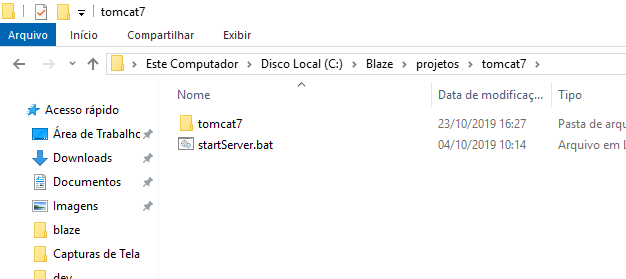 tomcat7
Arquivo Início Compartilhar Exibir
Este Computador Disco Local (C:) Blaze projetos tomcat7
Nome Data de modificaç... Tipo
Acesso rápido
Área de Trabalho
Downloads
Documentos
Imagens
blaze
Capturas de Tela
dev
tomcat7 23/10/2019 16:27 Pasta de arqu
startServer.bat 04/10/2019 10:14 Arquivo em L